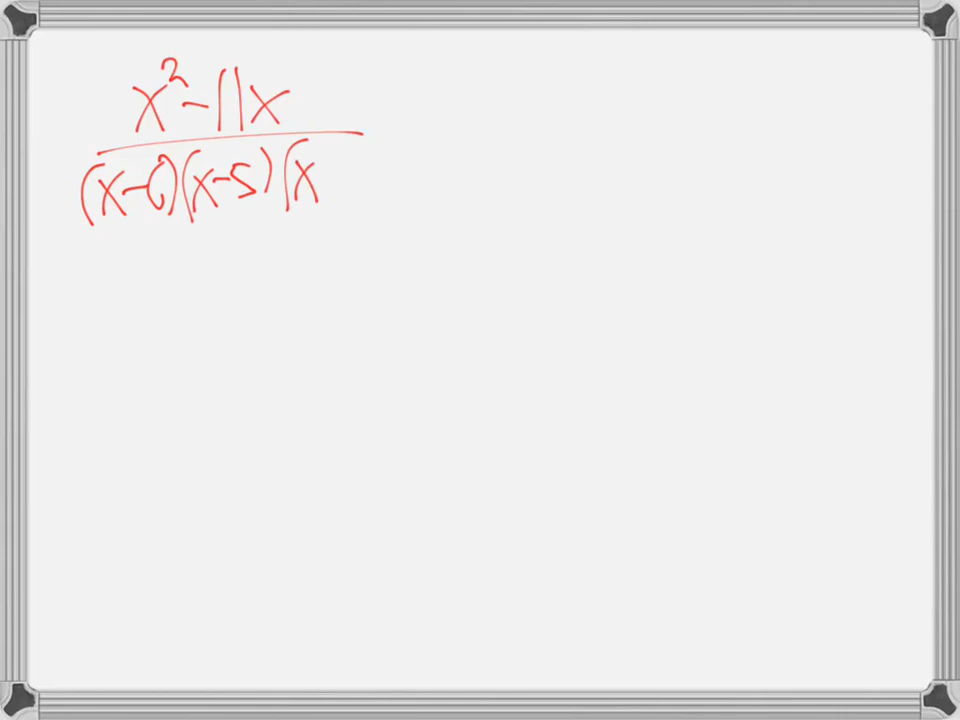 x² - 11x
(x-6)(x-5)(x